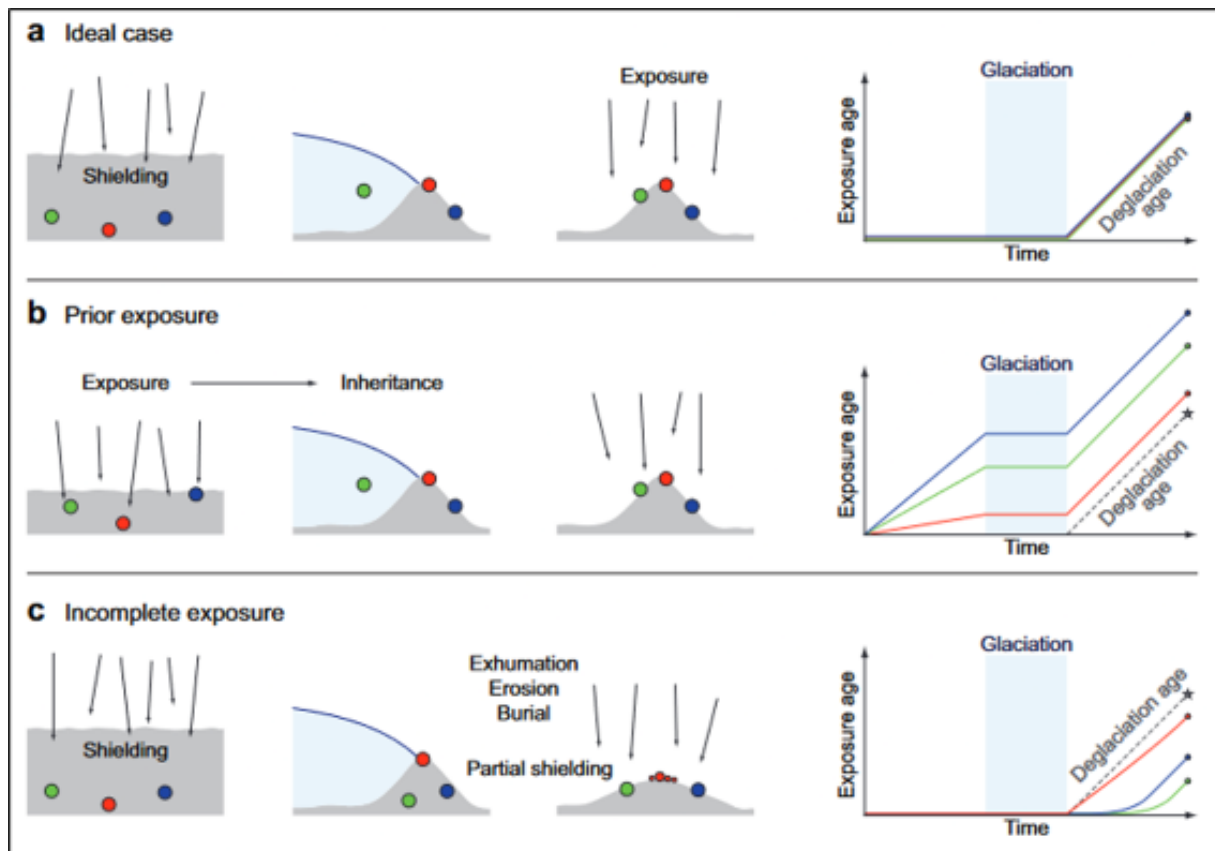 a Ideal case
Shielding
Exposure
Glaciation
Exposure age
Deglaciation
age
Time
b Prior exposure
Exposure
Inheritance
Glaciation
Exposure age
Deglaciation
age
Time
c Incomplete exposure
Shielding
Exhumation
Erosion
Burial
Partial shielding
Glaciation
Exposure age
Deglaciation age
Time